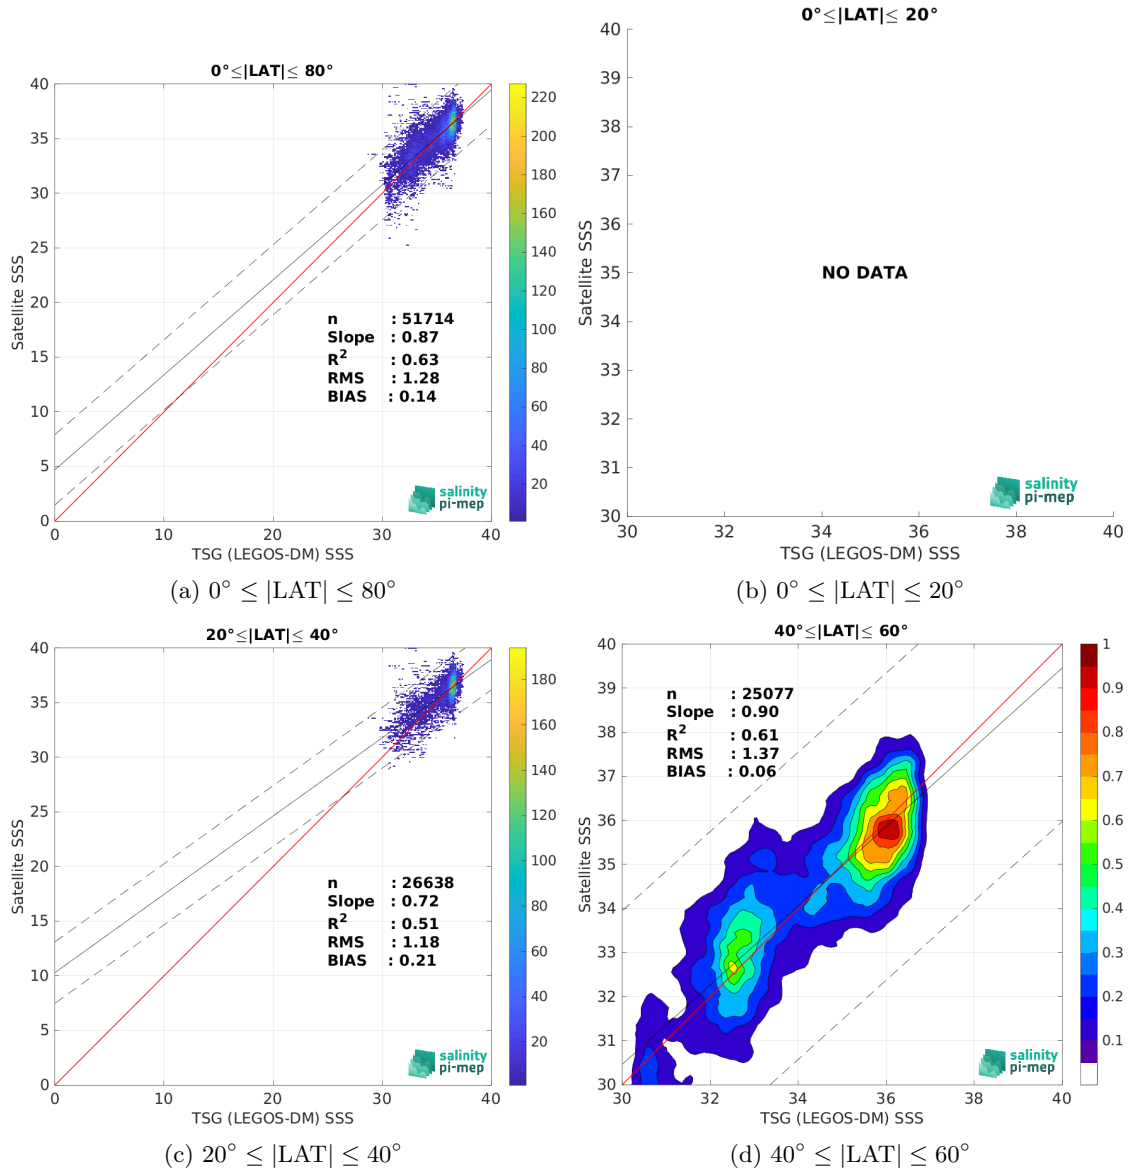 0°≤|LAT|≤ 80°
40
35
30
25
20
15
10
5
0
0
10
20
30
40
Satellite SSS
TSG (LEGOS-DM) SSS
n : 51714
Slope : 0.87
R² : 0.63
RMS : 1.28
BIAS : 0.14
220
200
180
160
140
120
100
80
60
40
20
salinity
pi-mep
(a) 0° ≤ |LAT| ≤ 80°
0°≤|LAT|≤ 20°
40
39
38
37
36
35
34
33
32
31
30
30
32
34
36
38
40
Satellite SSS
TSG (LEGOS-DM) SSS
NO DATA
salinity
pi-mep
(b) 0° ≤ |LAT| ≤ 20°
20°≤|LAT|≤ 40°
40
35
30
25
20
15
10
5
0
0
10
20
30
40
Satellite SSS
TSG (LEGOS-DM) SSS
n : 26638
Slope : 0.72
R² : 0.51
RMS : 1.18
BIAS : 0.21
180
160
140
120
100
80
60
40
20
salinity
pi-mep
(c) 20° ≤ |LAT| ≤ 40°
40°≤|LAT|≤ 60°
40
39
38
37
36
35
34
33
32
31
30
30
32
34
36
38
40
Satellite SSS
TSG (LEGOS-DM) SSS
n : 25077
Slope : 0.90
R² : 0.61
RMS : 1.37
BIAS : 0.06
1
0.9
0.8
0.7
0.6
0.5
0.4
0.3
0.2
0.1
salinity
pi-mep
(d) 40° ≤ |LAT| ≤ 60°